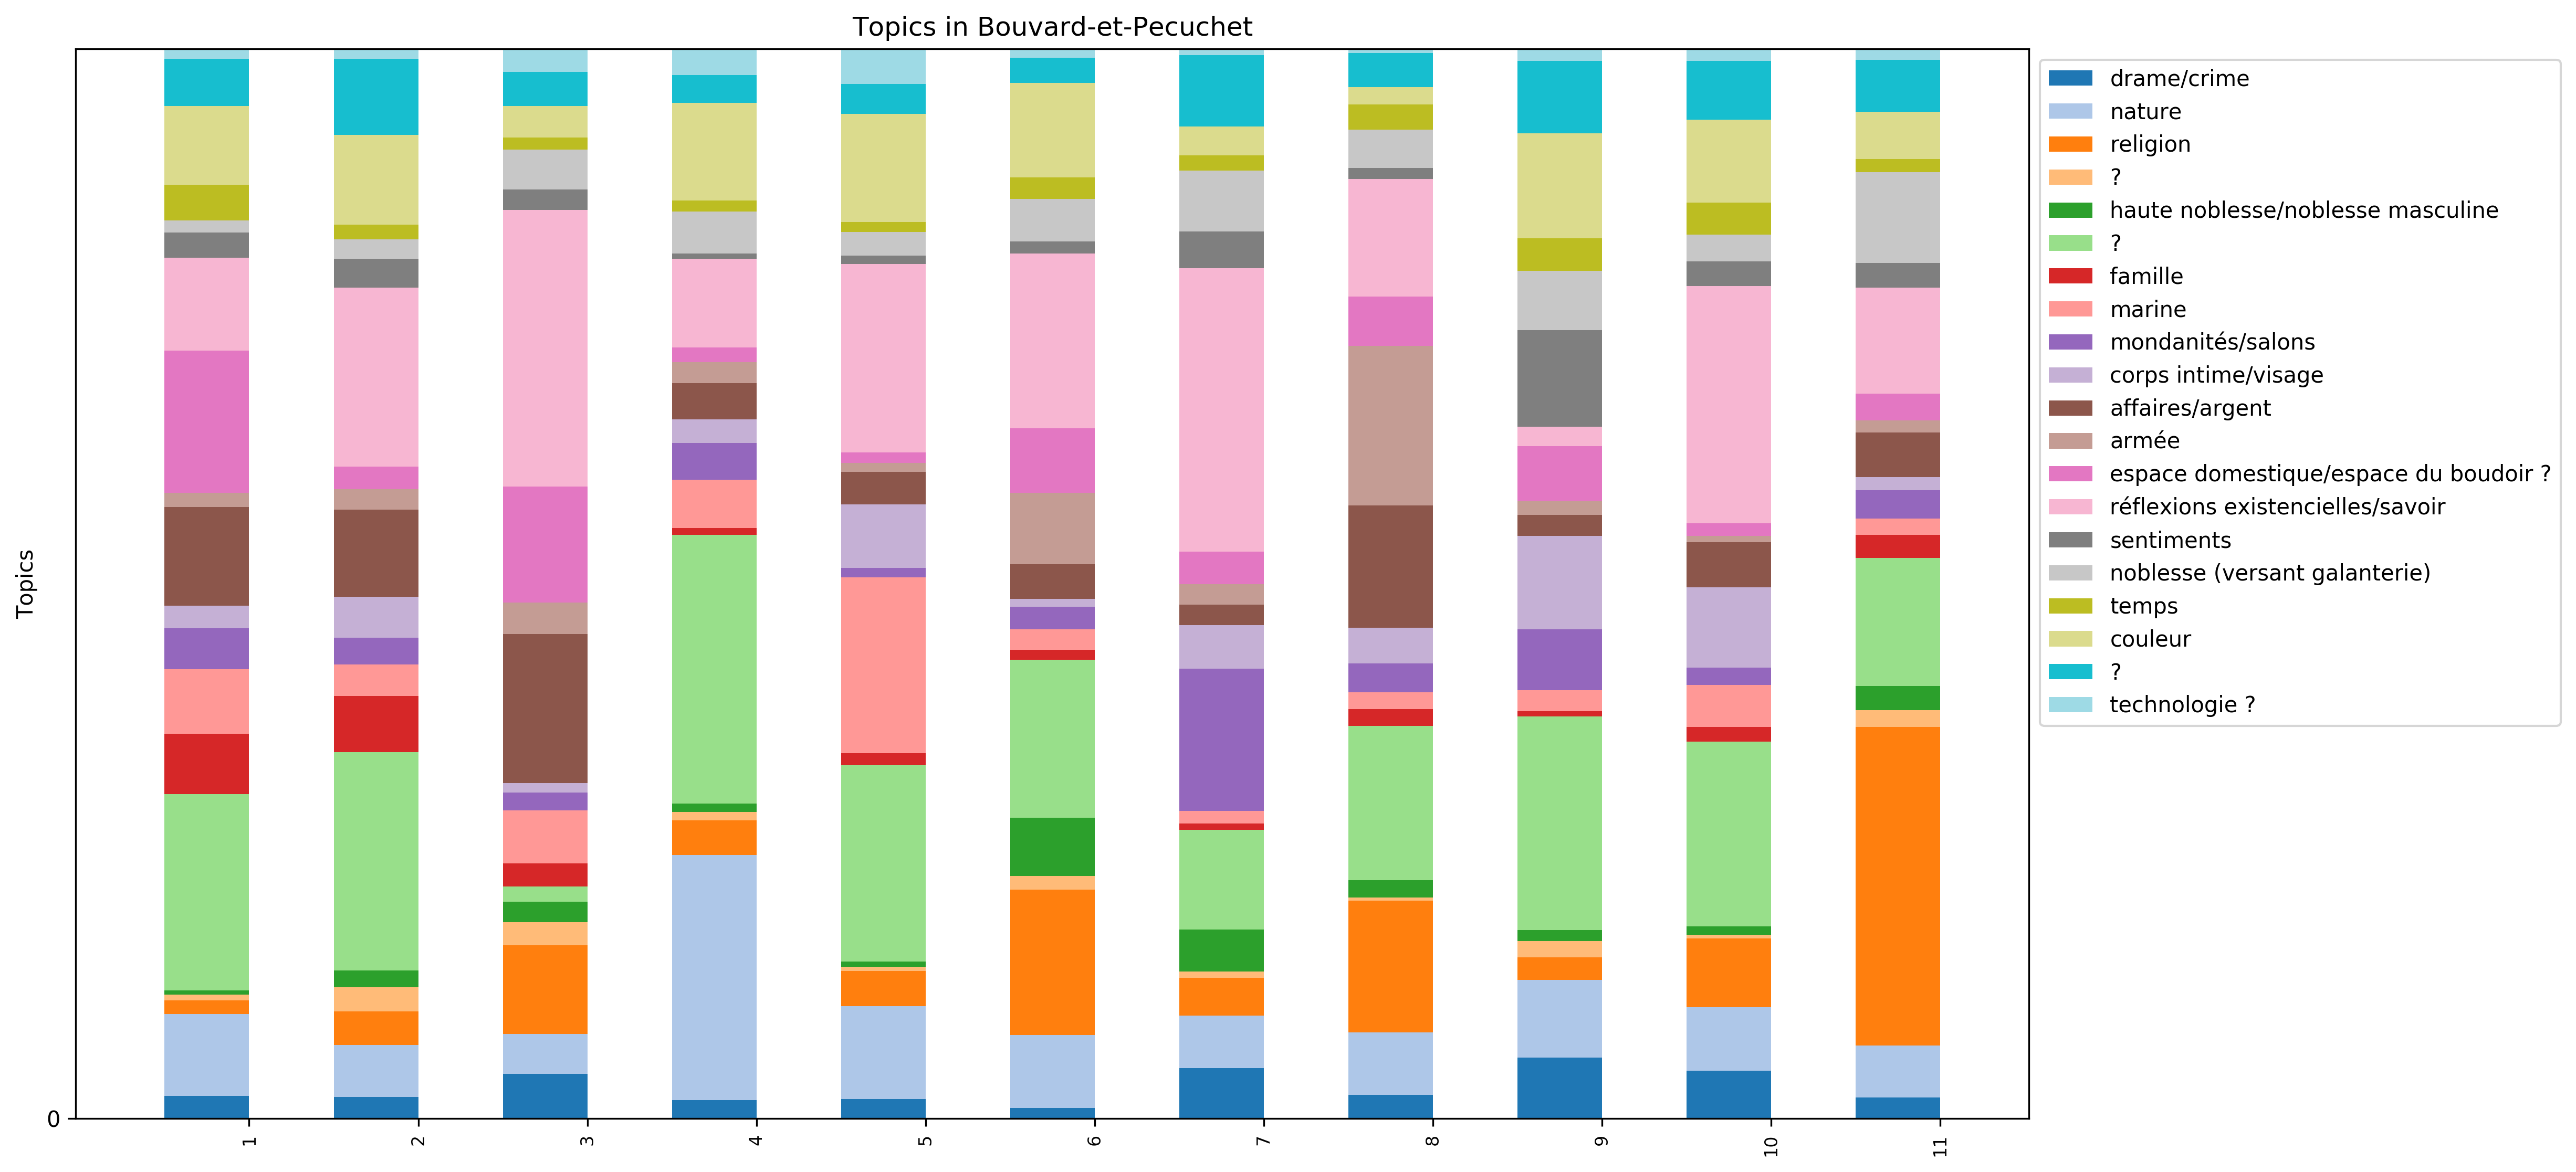 Topics in Bouvard-et-Pecuchet
Topics
0
1
2
3
4
5
6
7
8
9
10
11
drame/crime
nature
religion
?
haute noblesse/noblesse masculine
?
famille
marine
mondanités/salons
corps intime/visage
affaires/argent
armée
espace domestique/espace du boudoir ?
réflexions existencielles/savoir
sentiments
noblesse (versant galanterie)
temps
couleur
?
technologie ?